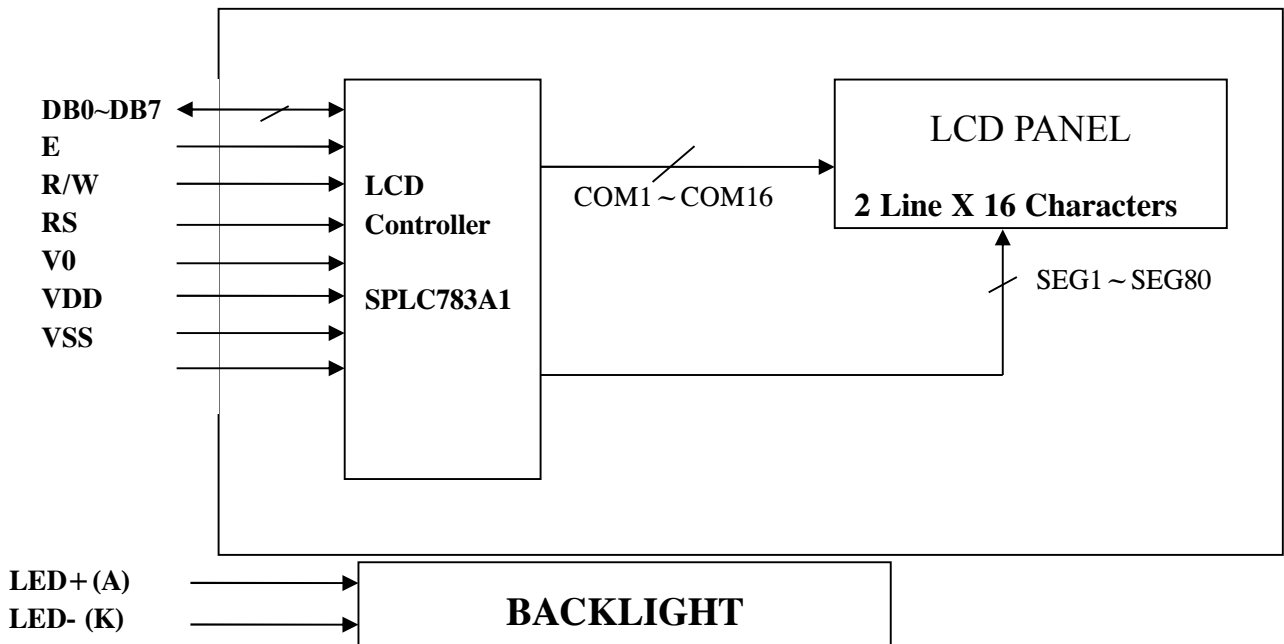 DB0~DB7
E
R/W
RS
V0
VDD
VSS
LCD
Controller
SPLC783A1
COM1~COM16
LCD PANEL
2 Line X 16 Characters
SEG1~SEG80
LED+(A)
LED- (K)
BACKLIGHT